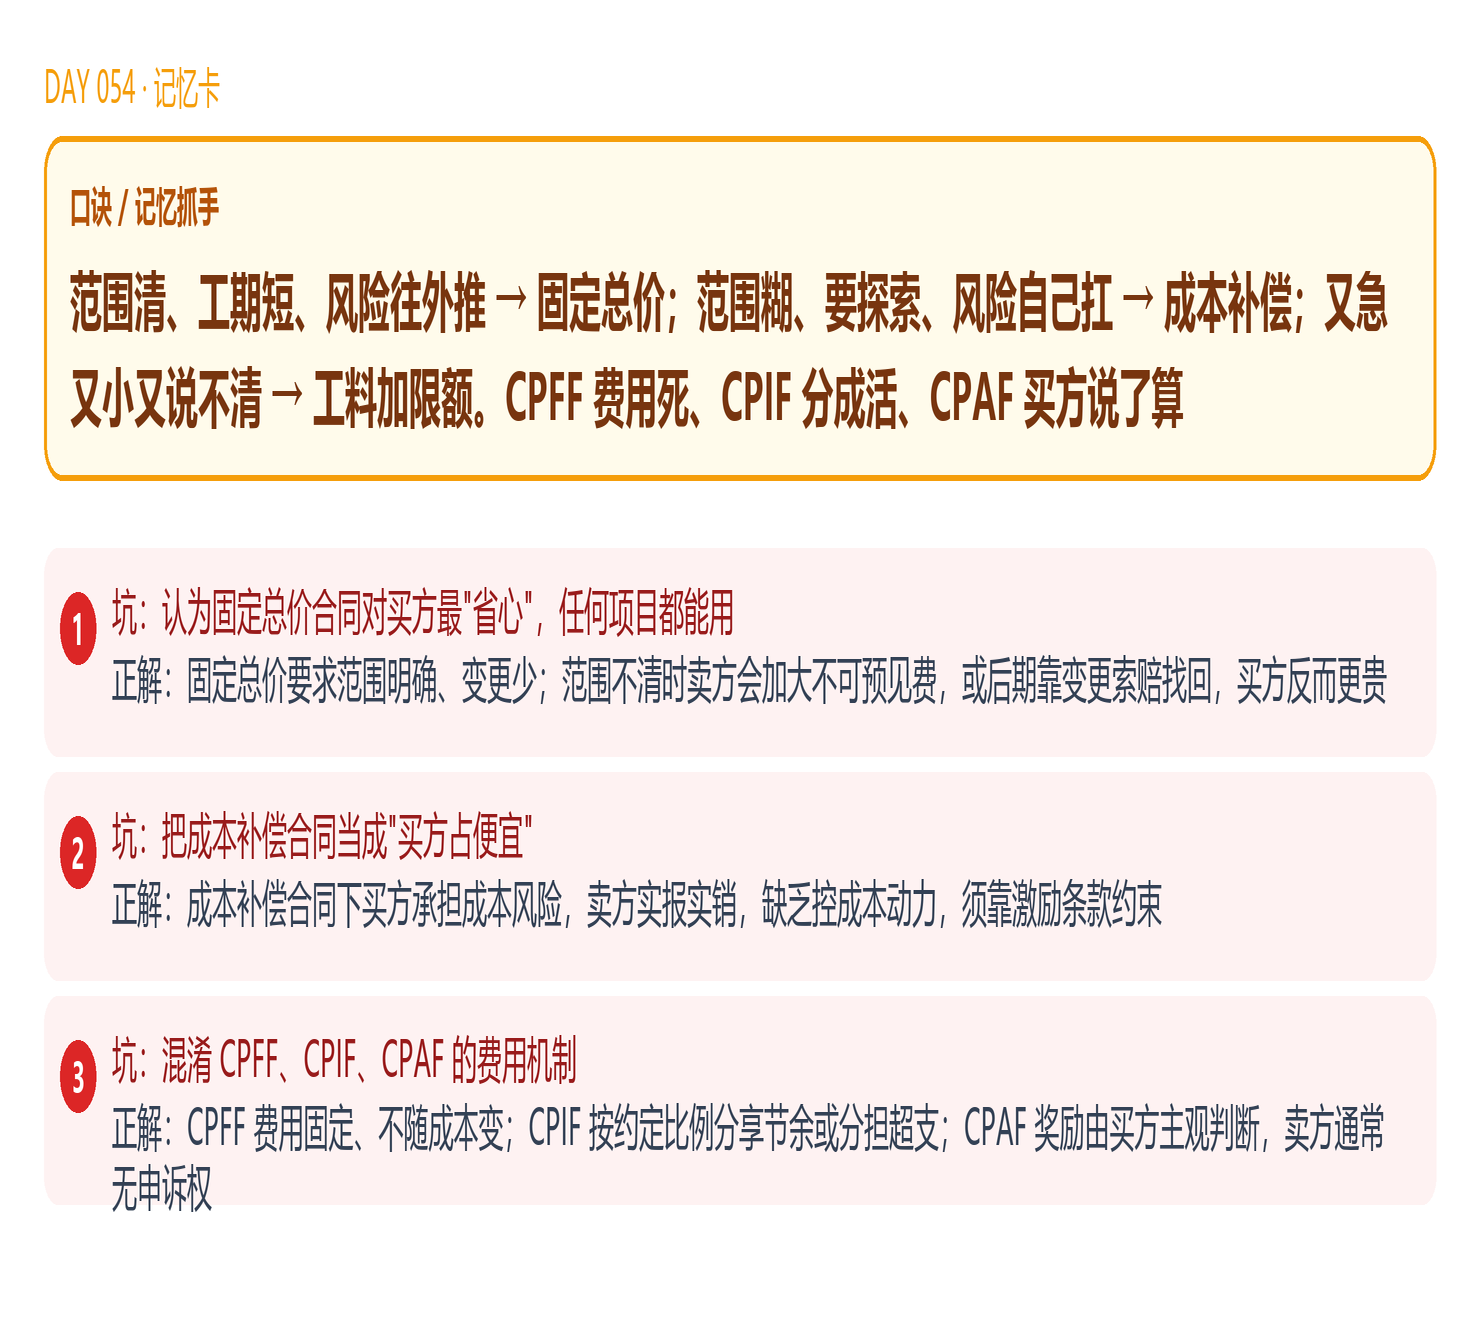 DAY 054 · 记忆卡
口诀 / 记忆抓手
范围清、工期短、风险往外推 → 固定总价；范围糊、要探索、风险自己扛 → 成本补偿；又急
又小又说不清 → 工料加限额。CPFF 费用死、CPIF 分成活、CPAF 买方说了算
1
坑：认为固定总价合同对买方最"省心"，任何项目都能用
正解：固定总价要求范围明确、变更少；范围不清时卖方会加大不可预见费，或后期靠变更索赔找回，买方反而更贵
2
坑：把成本补偿合同当成"买方占便宜"
正解：成本补偿合同下买方承担成本风险，卖方实报实销，缺乏控成本动力，须靠激励条款约束
3
坑：混淆 CPFF、CPIF、CPAF 的费用机制
正解：CPFF 费用固定、不随成本变；CPIF 按约定比例分享节余或分担超支；CPAF 奖励由买方主观判断，卖方通常
无申诉权